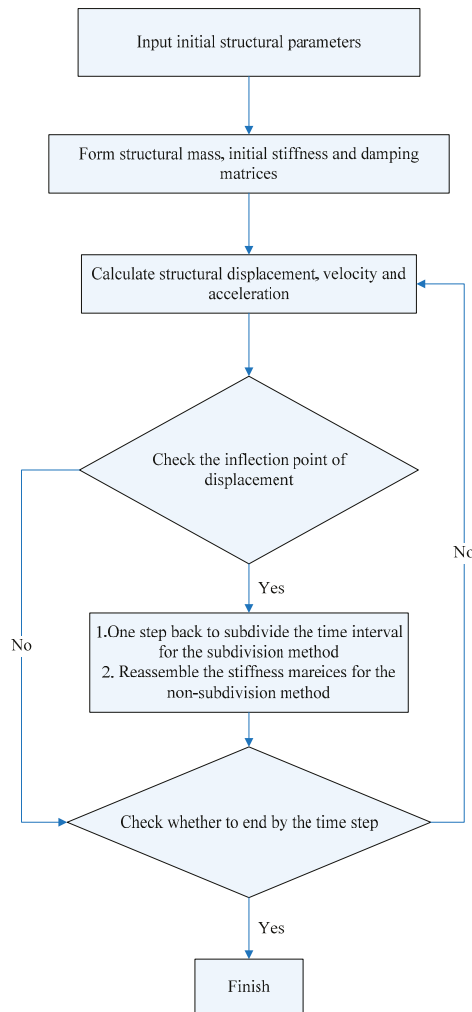 Input initial structural parameters
Form structural mass, initial stiffness and damping
matrices
Calculate structural displacement, velocity and
acceleration
Check the inflection point of
displacement
Yes
No
No
1.One step back to subdivide the time interval
for the subdivision method
2. Reassemble the stiffness mareices for the
non-subdivision method
Check whether to end by the time step
Yes
Finish